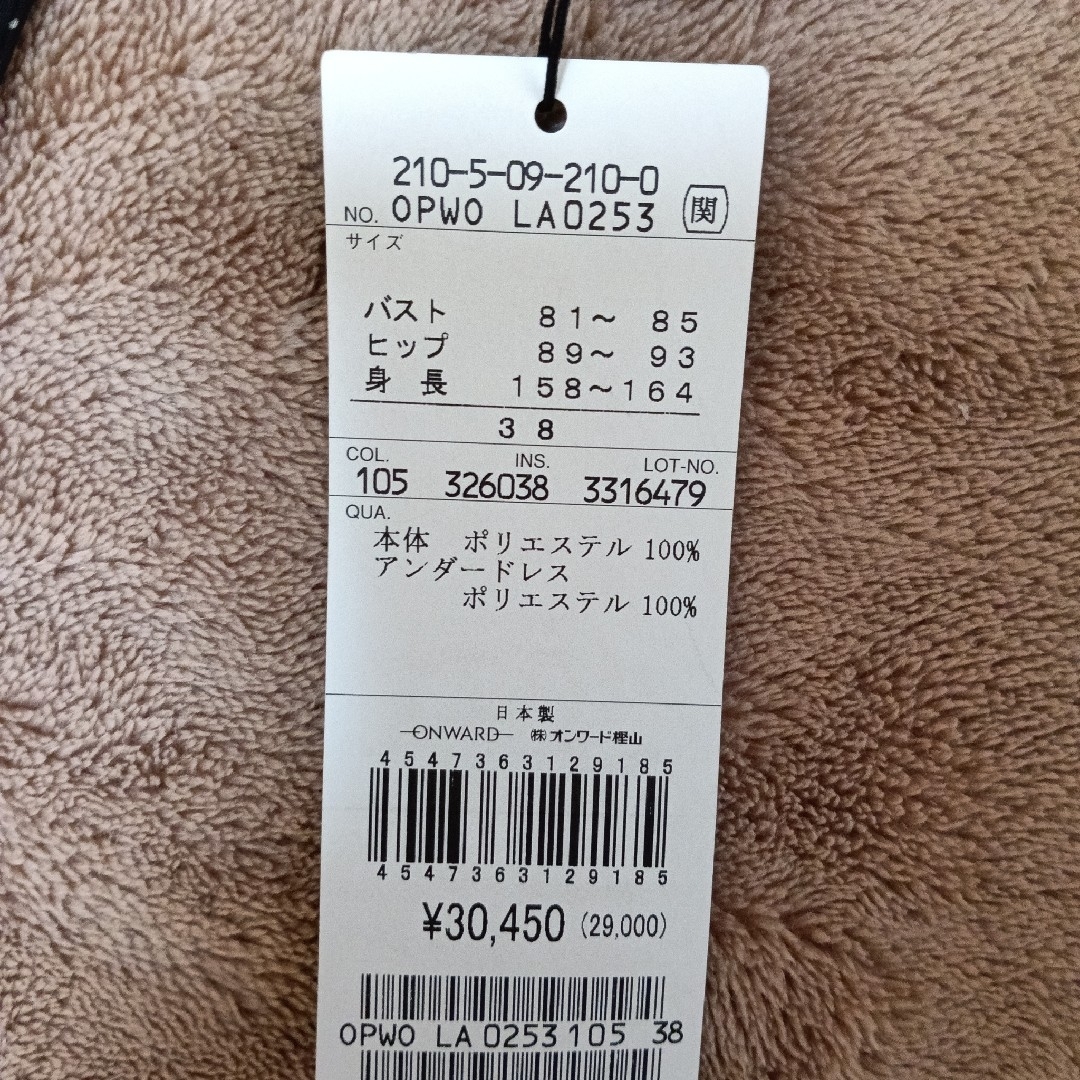 210-5-09-210-0
NO. OPWO LA0253 関
サイズ
バスト 81〜 85
ヒップ 89〜 93
身 長 158〜164
38
COL. INS. LOT-NO.
105 326038 3316479
QUA.
本体 ポリエステル 100%
アンダードレス
ポリエステル 100%
日本製
ONWARD ㈱オンワード樫山
4547363129185
4547363129185
¥30,450 (29,000)
OPWO LA0253 105 38